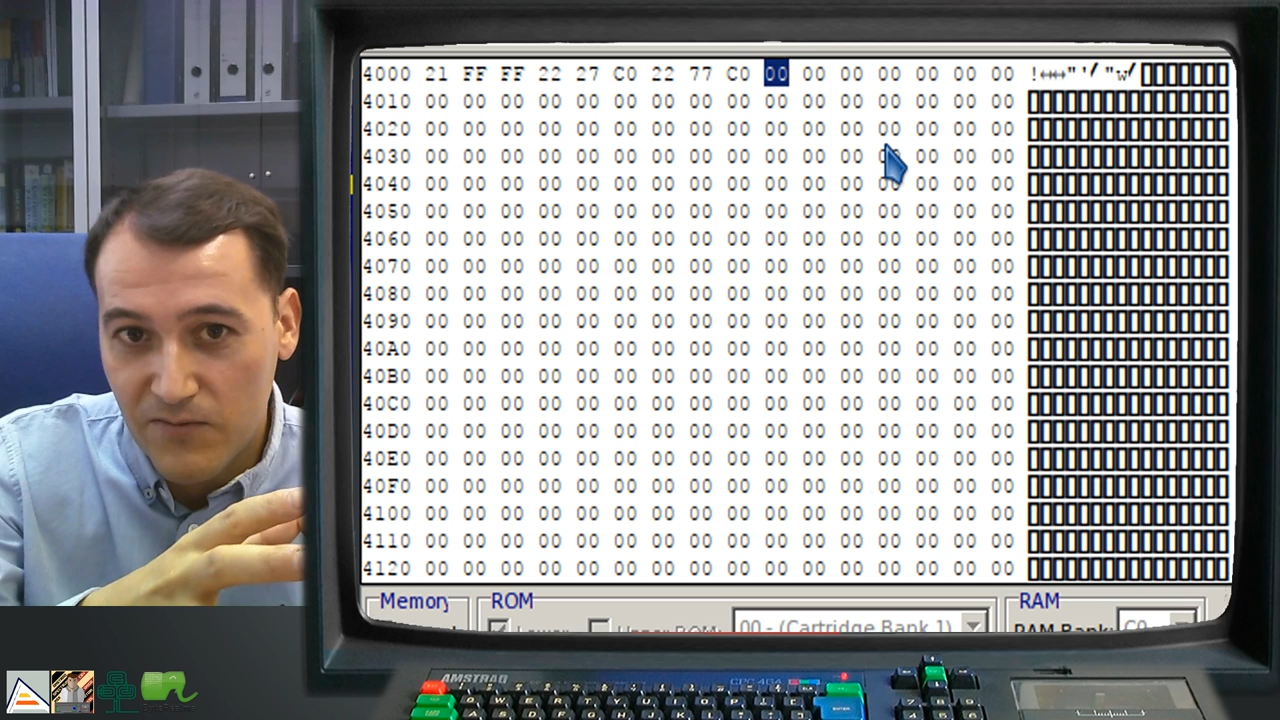 4000 21 FF FF 22 27 C0 22 77 C0 00 00 00 00 00 00 00 !↔↔"'/"w/
4010 00 00 00 00 00 00 00 00 00 00 00 00 00 00 00 00
4020 00 00 00 00 00 00 00 00 00 00 00 00 00 00 00 00
4030 00 00 00 00 00 00 00 00 00 00 00 00 00 00 00 00
4040 00 00 00 00 00 00 00 00 00 00 00 00 00 00 00 00
4050 00 00 00 00 00 00 00 00 00 00 00 00 00 00 00 00
4060 00 00 00 00 00 00 00 00 00 00 00 00 00 00 00 00
4070 00 00 00 00 00 00 00 00 00 00 00 00 00 00 00 00
4080 00 00 00 00 00 00 00 00 00 00 00 00 00 00 00 00
4090 00 00 00 00 00 00 00 00 00 00 00 00 00 00 00 00
40A0 00 00 00 00 00 00 00 00 00 00 00 00 00 00 00 00
40B0 00 00 00 00 00 00 00 00 00 00 00 00 00 00 00 00
40C0 00 00 00 00 00 00 00 00 00 00 00 00 00 00 00 00
40D0 00 00 00 00 00 00 00 00 00 00 00 00 00 00 00 00
40E0 00 00 00 00 00 00 00 00 00 00 00 00 00 00 00 00
40F0 00 00 00 00 00 00 00 00 00 00 00 00 00 00 00 00
4100 00 00 00 00 00 00 00 00 00 00 00 00 00 00 00 00
4110 00 00 00 00 00 00 00 00 00 00 00 00 00 00 00 00
4120 00 00 00 00 00 00 00 00 00 00 00 00 00 00 00 00
Memory ROM RAM
00 - (Cartridge Bank 1)
AMSTRAD